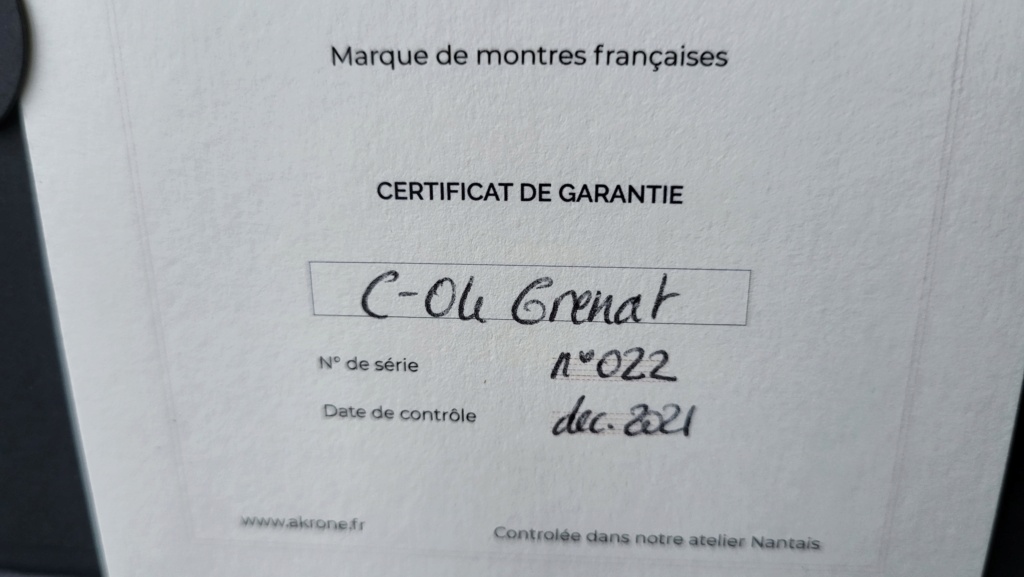 Marque de montres françaises
CERTIFICAT DE GARANTIE
C-04 Grenat
N° de série n°022
Date de contrôle dec. 2021
www.akrone.fr Controlée dans notre atelier Nantais